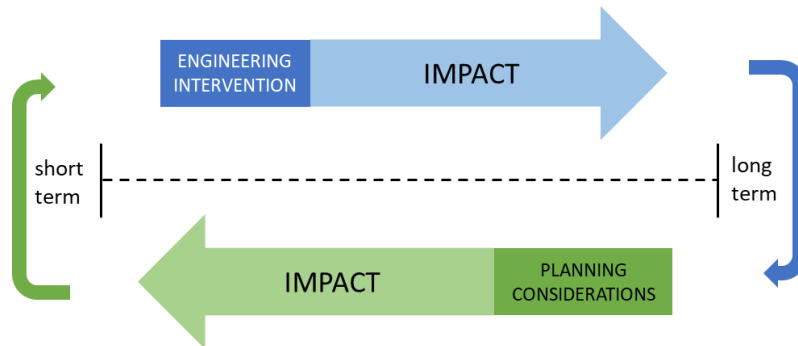 ENGINEERING
INTERVENTION
IMPACT
short
term
long
term
IMPACT
PLANNING
CONSIDERATIONS